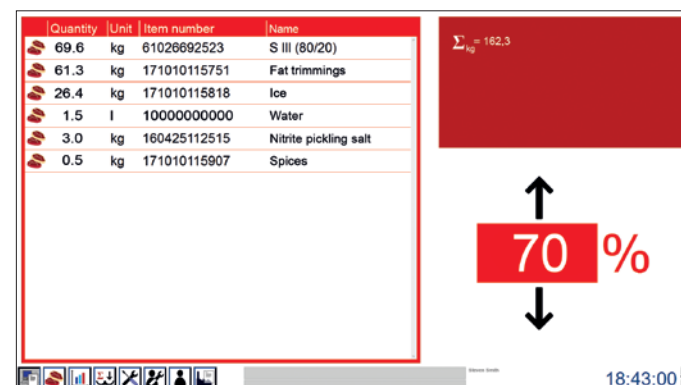 Quantity Unit Item number Name
69.6 kg 61026692523 S III (80/20)
61.3 kg 171010115751 Fat trimmings
26.4 kg 171010115818 Ice
1.5 l 10000000000 Water
3.0 kg 160425112515 Nitrite pickling salt
0.5 kg 171010115907 Spices
Σkg = 162,3
70 %
18:43:00